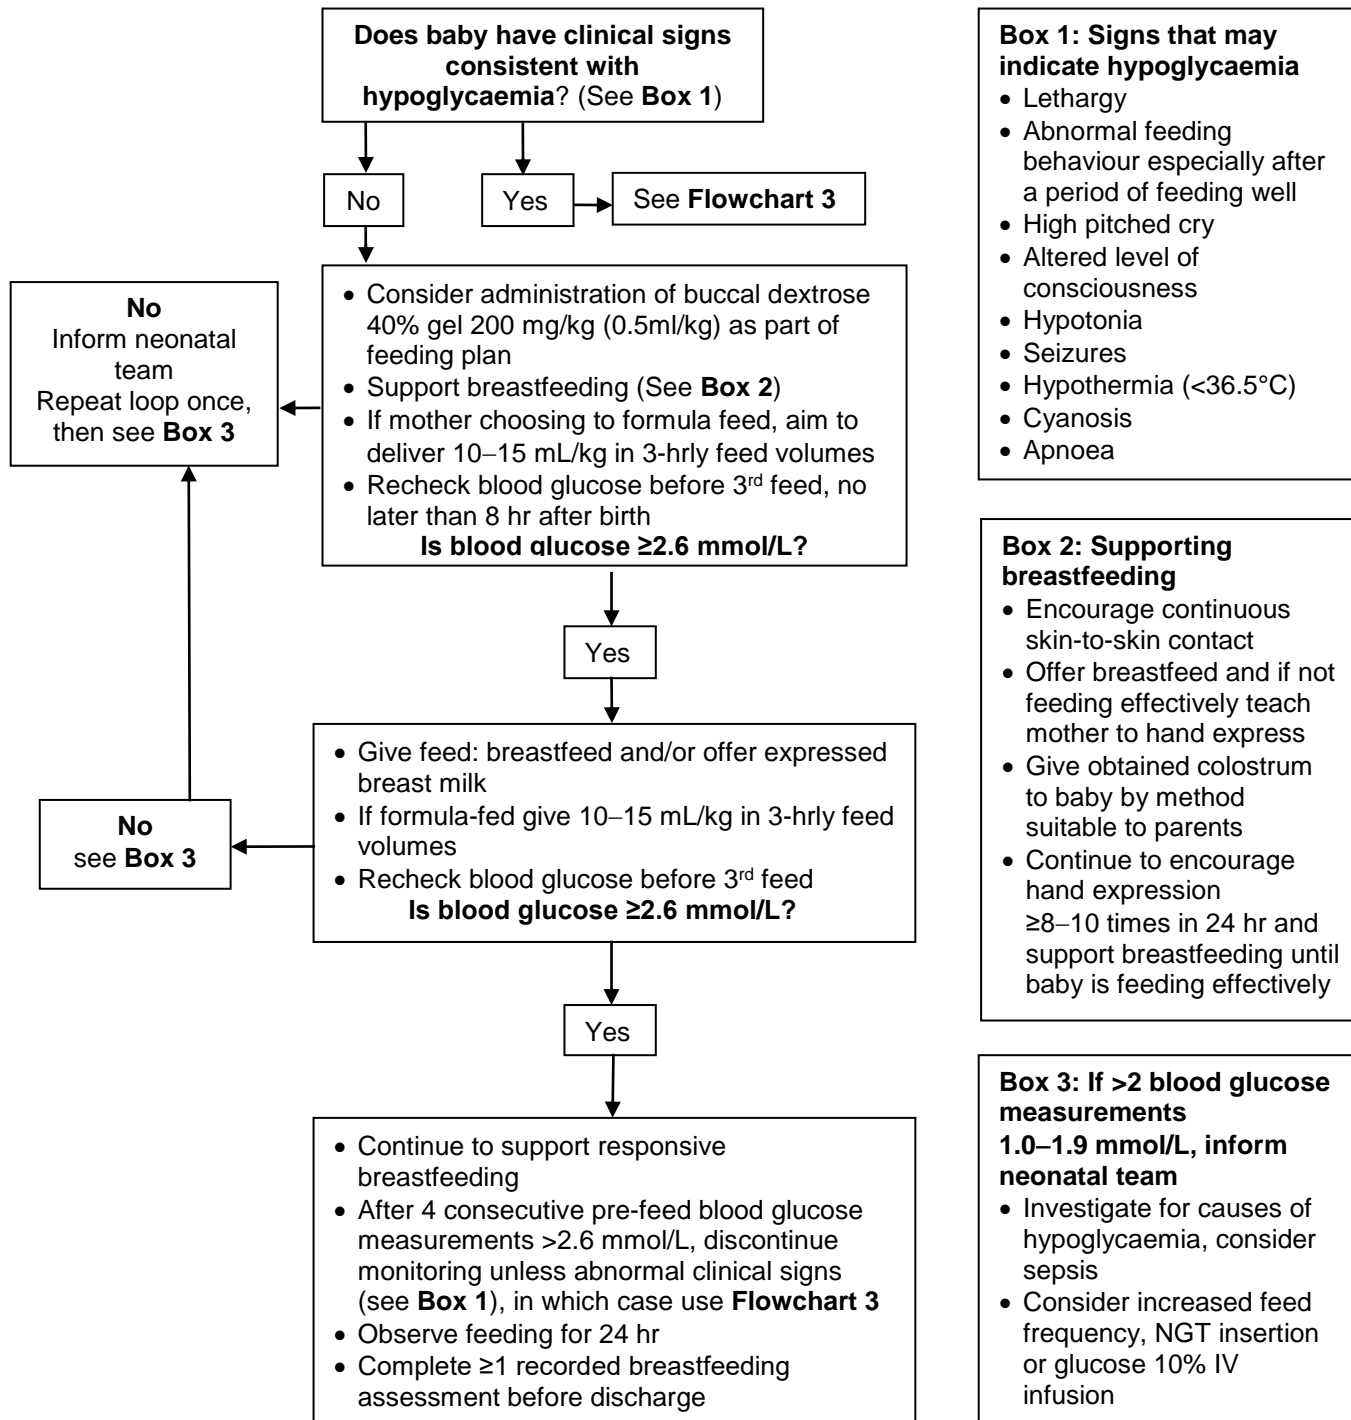 Does baby have clinical signs
consistent with
hypoglycaemia? (See Box 1)
No
Yes
See Flowchart 3
• Consider administration of buccal dextrose
40% gel 200 mg/kg (0.5ml/kg) as part of
feeding plan
• Support breastfeeding (See Box 2)
• If mother choosing to formula feed, aim to
deliver 10–15 mL/kg in 3-hrly feed volumes
• Recheck blood glucose before 3rd feed, no
later than 8 hr after birth
Is blood glucose ≥2.6 mmol/L?
No
Inform neonatal
team
Repeat loop once,
then see Box 3
Yes
• Give feed: breastfeed and/or offer expressed
breast milk
• If formula-fed give 10–15 mL/kg in 3-hrly feed
volumes
• Recheck blood glucose before 3rd feed
Is blood glucose ≥2.6 mmol/L?
No
see Box 3
Yes
• Continue to support responsive
breastfeeding
• After 4 consecutive pre-feed blood glucose
measurements >2.6 mmol/L, discontinue
monitoring unless abnormal clinical signs
(see Box 1), in which case use Flowchart 3
• Observe feeding for 24 hr
• Complete ≥1 recorded breastfeeding
assessment before discharge
Box 1: Signs that may
indicate hypoglycaemia
• Lethargy
• Abnormal feeding
behaviour especially after
a period of feeding well
• High pitched cry
• Altered level of
consciousness
• Hypotonia
• Seizures
• Hypothermia (<36.5°C)
• Cyanosis
• Apnoea
Box 2: Supporting
breastfeeding
• Encourage continuous
skin-to-skin contact
• Offer breastfeed and if not
feeding effectively teach
mother to hand express
• Give obtained colostrum
to baby by method
suitable to parents
• Continue to encourage
hand expression
≥8–10 times in 24 hr and
support breastfeeding until
baby is feeding effectively
Box 3: If >2 blood glucose
measurements
1.0–1.9 mmol/L, inform
neonatal team
• Investigate for causes of
hypoglycaemia, consider
sepsis
• Consider increased feed
frequency, NGT insertion
or glucose 10% IV
infusion